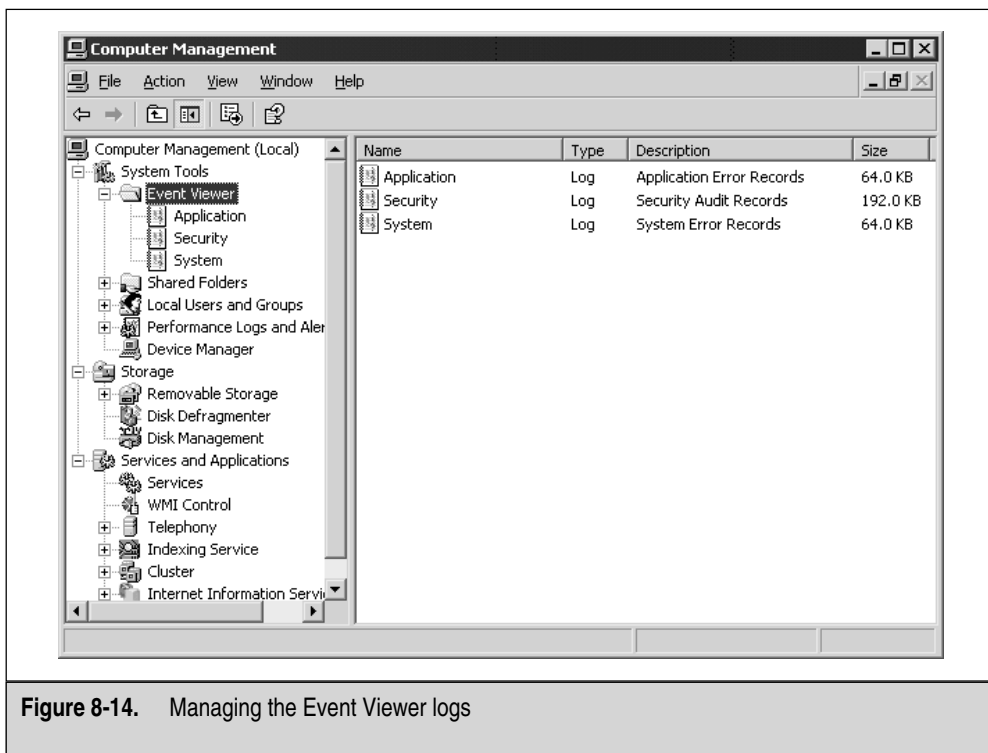 Computer Management
File Action View Window Help
Computer Management (Local)
System Tools
Event Viewer
Application
Security
System
Shared Folders
Local Users and Groups
Performance Logs and Aler
Device Manager
Storage
Removable Storage
Disk Defragmenter
Disk Management
Services and Applications
Services
WMI Control
Telephony
Indexing Service
Cluster
Internet Information Servi
Name Type Description Size
Application Log Application Error Records 64.0 KB
Security Log Security Audit Records 192.0 KB
System Log System Error Records 64.0 KB
Figure 8-14. Managing the Event Viewer logs